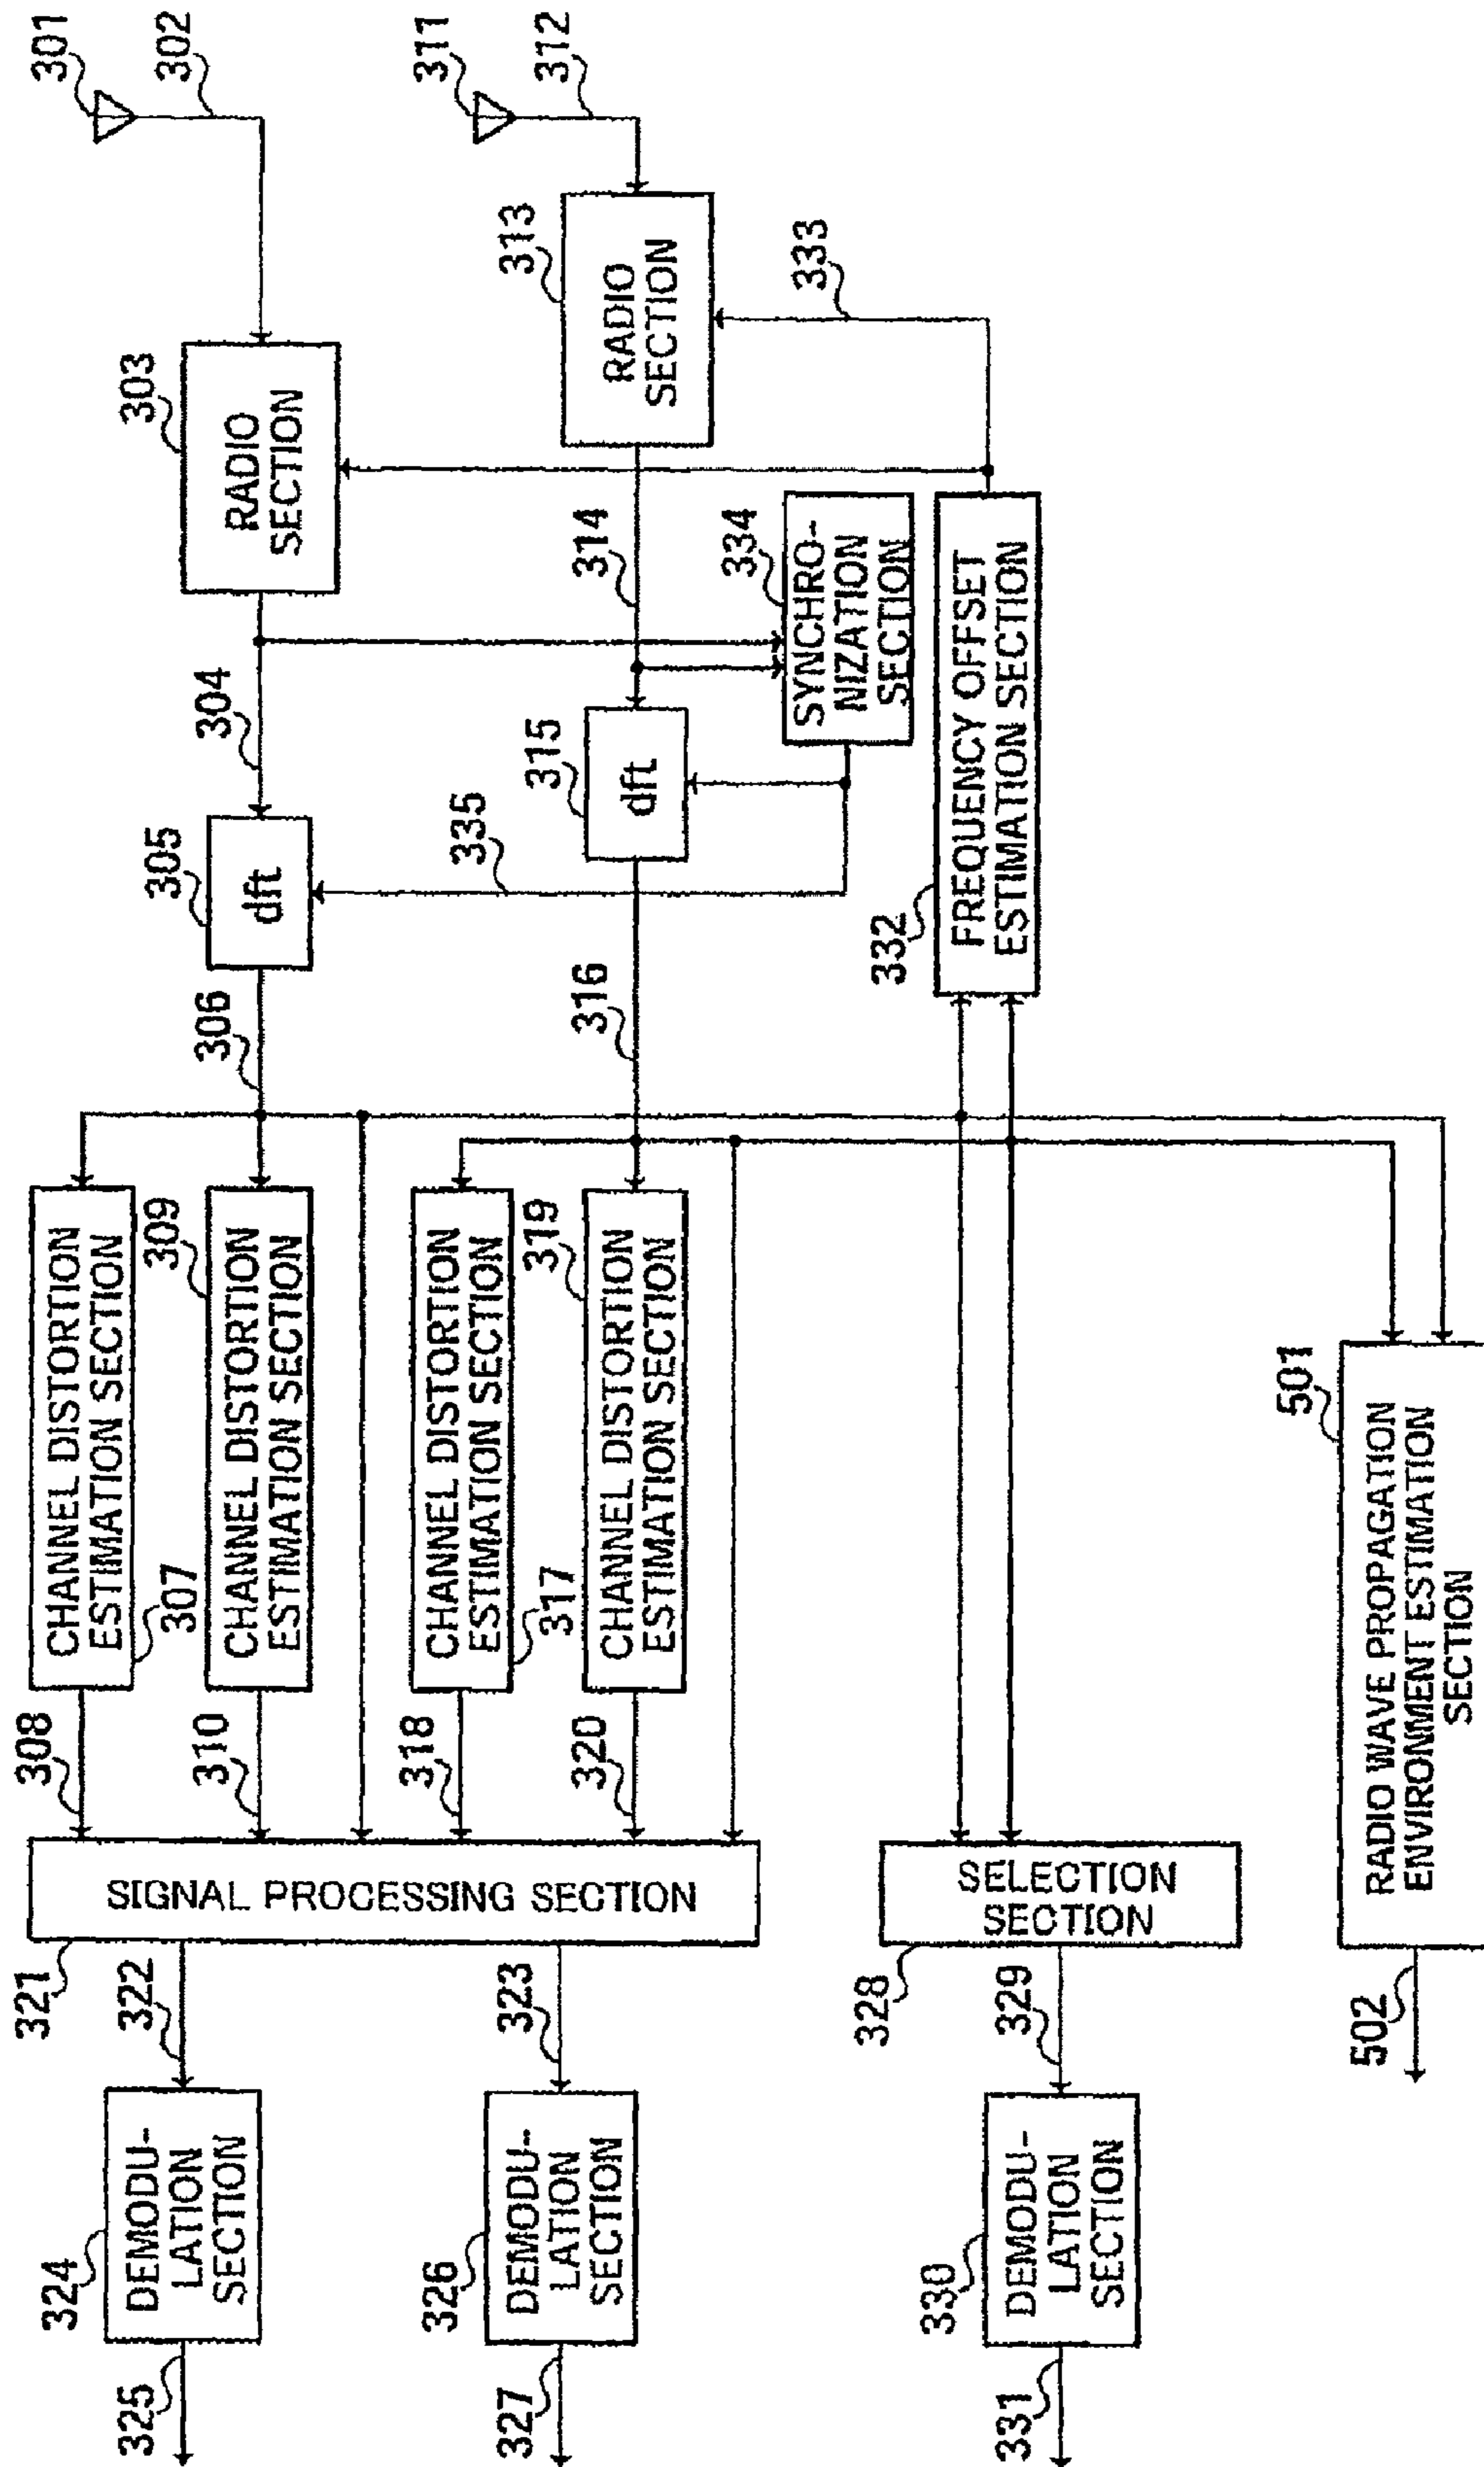 301
302
303
RADIO
SECTION
304
305
dft
306
CHANNEL DISTORTION
ESTIMATION SECTION
307
308
309
CHANNEL DISTORTION
ESTIMATION SECTION
310
311
312
313
RADIO
SECTION
314
315
dft
316
CHANNEL DISTORTION
ESTIMATION SECTION
317
318
319
CHANNEL DISTORTION
ESTIMATION SECTION
320
SIGNAL PROCESSING SECTION
321
322
323
324
DEMODU-
LATION
SECTION
325
326
DEMODU-
LATION
SECTION
327
333
334
SYNCHRO-
NIZATION
SECTION
335
332
FREQUENCY OFFSET
ESTIMATION SECTION
SELECTION
SECTION
328
329
330
DEMODU-
LATION
SECTION
331
501
RADIO WAVE PROPAGATION
ENVIRONMENT ESTIMATION
SECTION
502